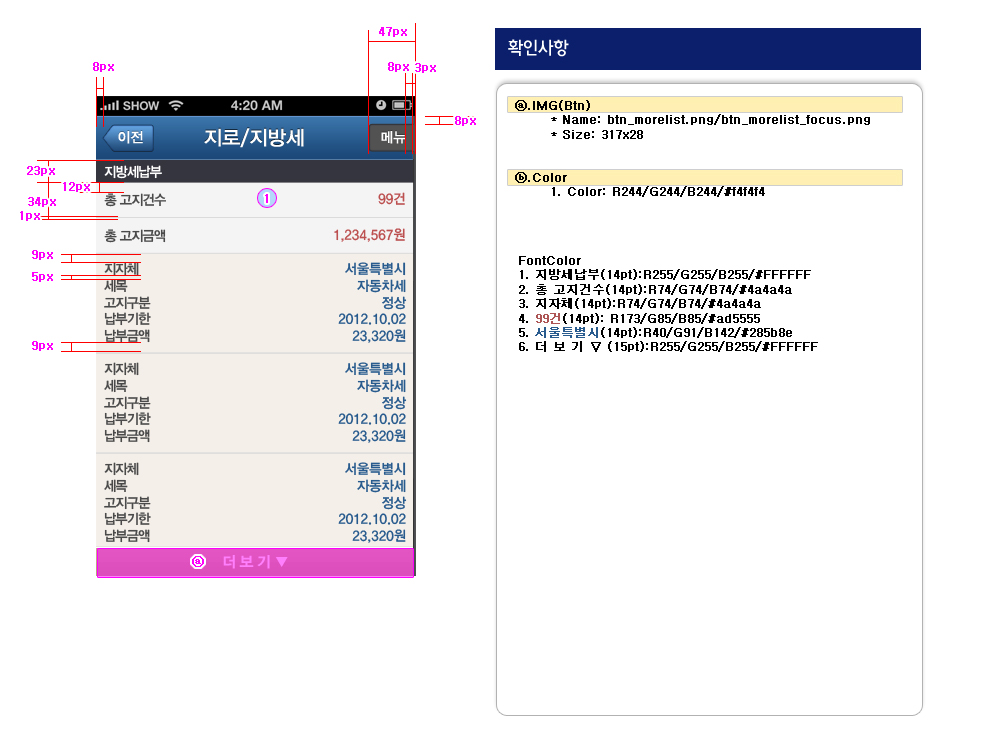 47px
8px
8px
3px
SHOW
4:20 AM
8px
이전
지로/지방세
메뉴
23px
지방세납부
12px
34px
총 고지건수
1
99건
1px
총 고지금액
1,234,567원
9px
지자체
서울특별시
5px
세목
자동차세
고지구분
정상
납부기한
2012.10.02
납부금액
23,320원
9px
지자체
서울특별시
세목
자동차세
고지구분
정상
납부기한
2012.10.02
납부금액
23,320원
지자체
서울특별시
세목
자동차세
고지구분
정상
납부기한
2012.10.02
납부금액
23,320원
ⓐ 더 보 기 ▼
확인사항
ⓐ.IMG(Btn)
* Name: btn_morelist.png/btn_morelist_focus.png
* Size: 317x28
ⓑ.Color
1. Color: R244/G244/B244/#f4f4f4
FontColor
1. 지방세납부(14pt):R255/G255/B255/#FFFFFF
2. 총 고지건수(14pt):R74/G74/B74/#4a4a4a
3. 지자체(14pt):R74/G74/B74/#4a4a4a
4. 99건(14pt): R173/G85/B85/#ad5555
5. 서울특별시(14pt):R40/G91/B142/#285b8e
6. 더 보 기 ▽ (15pt):R255/G255/B255/#FFFFFF